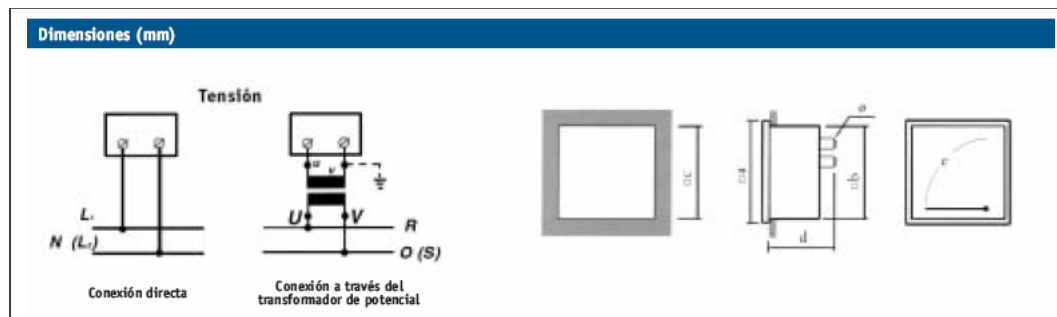 Dimensiones (mm)
Tensión
u
v
U
V
L₁
R
N (L₂)
O (S)
Conexión directa
Conexión a través del
transformador de potencial
□c
□a
d
□b
o
e